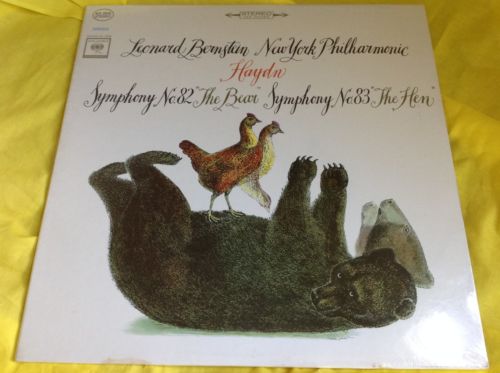 STEREO
Leonard Bernstein New York Philharmonic
Haydn
Symphony No. 82 "The Bear" Symphony No. 83 "The Hen"